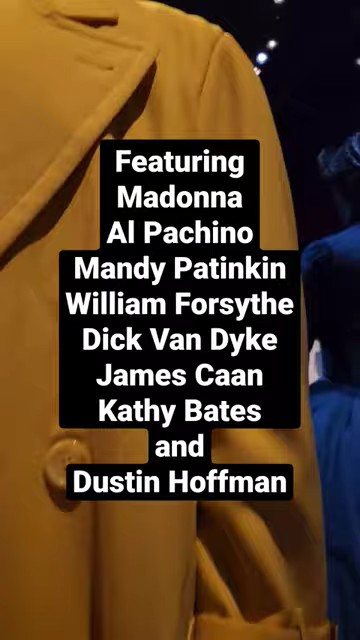 Featuring
Madonna
Al Pachino
Mandy Patinkin
William Forsythe
Dick Van Dyke
James Caan
Kathy Bates
and
Dustin Hoffman